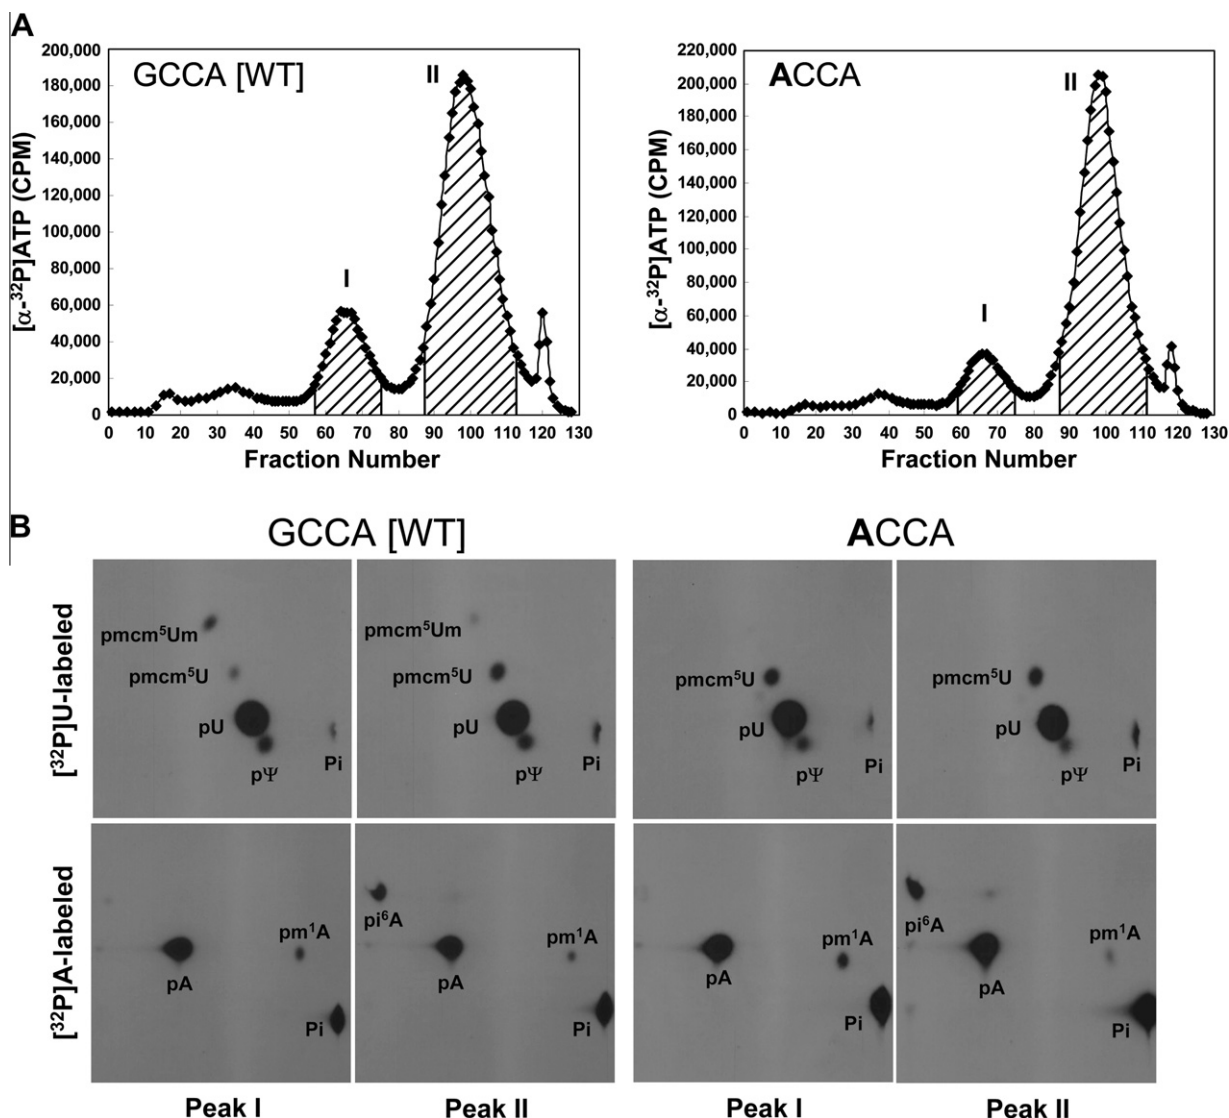 A
GCCA [WT]
[α-³²P]ATP (CPM)
200,000
180,000
160,000
140,000
120,000
100,000
80,000
60,000
40,000
20,000
0
I
II
0 10 20 30 40 50 60 70 80 90 100 110 120 130
Fraction Number
ACCA
[α-³²P]ATP (CPM)
220,000
200,000
180,000
160,000
140,000
120,000
100,000
80,000
60,000
40,000
20,000
0
I
II
0 10 20 30 40 50 60 70 80 90 100 110 120 130
Fraction Number
B
GCCA [WT]
ACCA
[³²P]U-labeled
pmcm⁵Um
pmcm⁵U
pU
pΨ
Pi
pmcm⁵Um
pmcm⁵U
pU
pΨ
Pi
pmcm⁵U
pU
pΨ
Pi
pmcm⁵U
pU
pΨ
Pi
[³²P]A-labeled
pm¹A
pA
Pi
pi⁶A
pm¹A
pA
Pi
pm¹A
pA
Pi
pi⁶A
pm¹A
pA
Pi
Peak I
Peak II
Peak I
Peak II